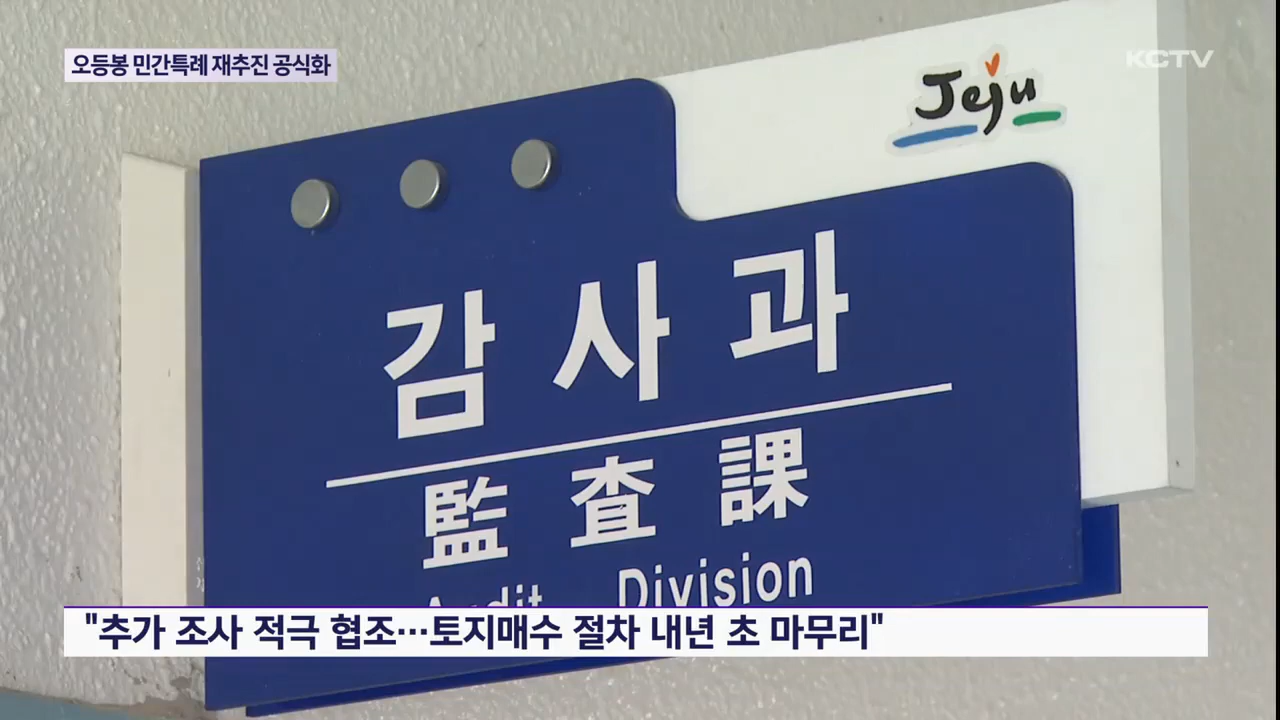 오등봉 민간특례 재추진 공식화
KCTV
Jeju
감사과
監査課
Audit Division
"추가 조사 적극 협조…토지매수 절차 내년 초 마무리"